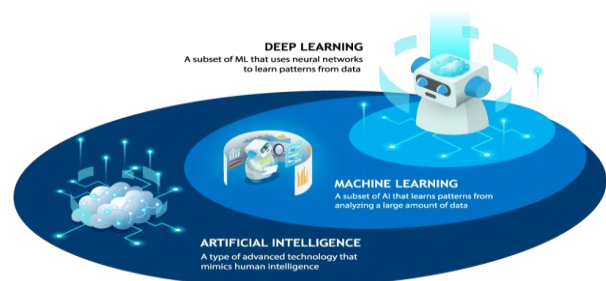 DEEP LEARNING
A subset of ML that uses neural networks
to learn patterns from data
MACHINE LEARNING
A subset of AI that learns patterns from
analyzing a large amount of data
ARTIFICIAL INTELLIGENCE
A type of advanced technology that
mimics human intelligence